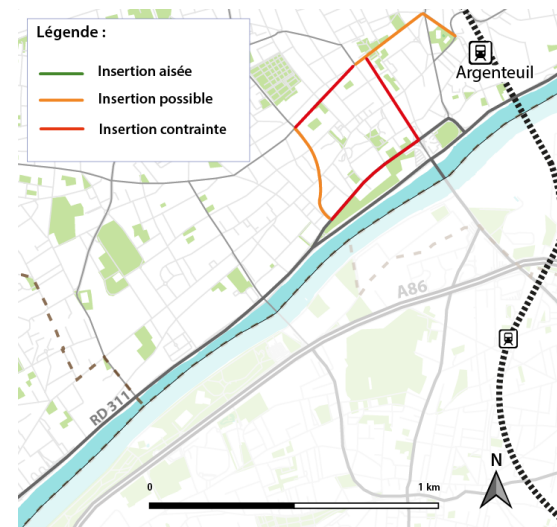 Légende :
Insertion aisée
Insertion possible
Insertion contrainte
Argenteuil
A86
RD 311
N
0
1 km